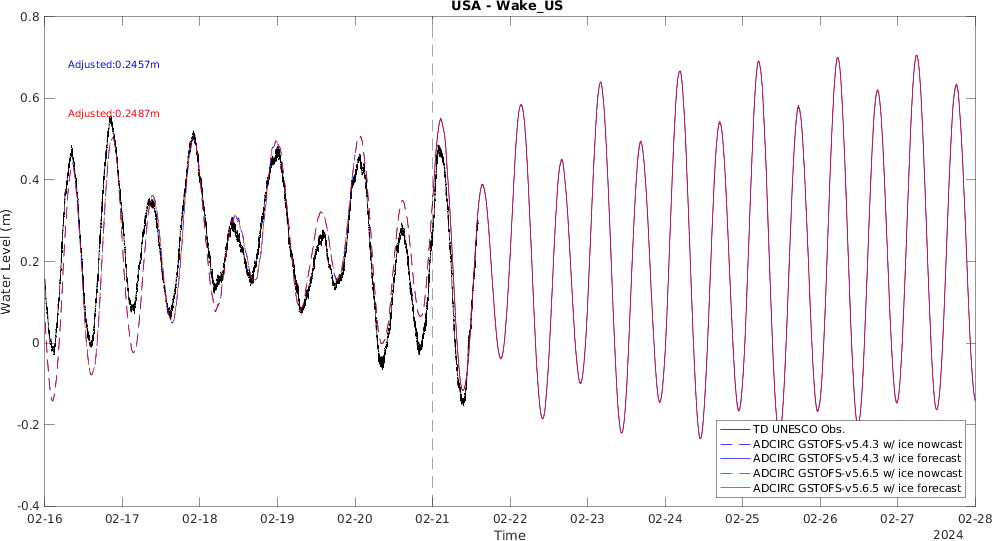 USA - Wake_US
0.8
Adjusted:0.2457m
0.6
Adjusted:0.2487m
0.4
0.2
0
-0.2
-0.4
Water Level (m)
TD UNESCO Obs.
ADCIRC GSTOFS-v5.4.3 w/ ice nowcast
ADCIRC GSTOFS-v5.4.3 w/ ice forecast
ADCIRC GSTOFS-v5.6.5 w/ ice nowcast
ADCIRC GSTOFS-v5.6.5 w/ ice forecast
02-16 02-17 02-18 02-19 02-20 02-21 02-22 02-23 02-24 02-25 02-26 02-27 02-28
Time
2024